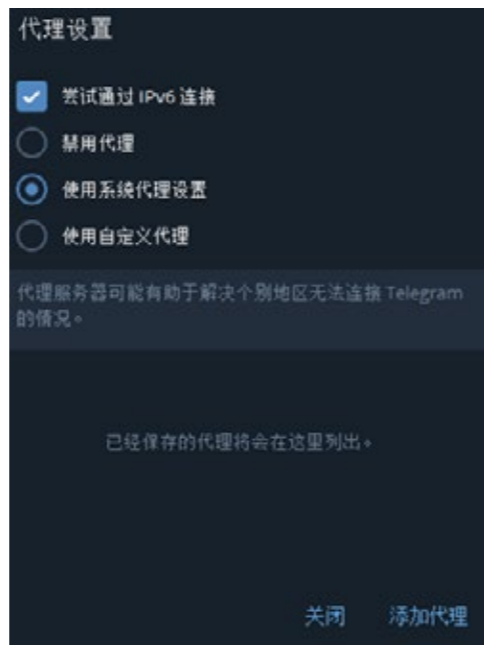 代理设置
尝试通过 IPv6 连接
禁用代理
使用系统代理设置
使用自定义代理
代理服务器可能有助于解决个别地区无法连接 Telegram
的情况。
已经保存的代理将会在这里列出。
关闭 添加代理